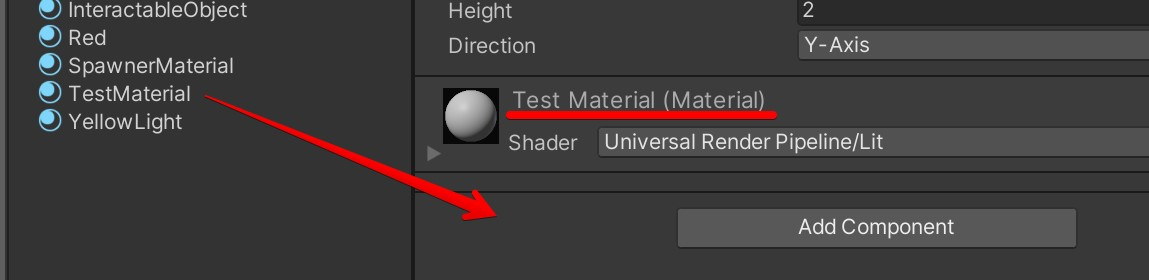 InteractableObject
Red
SpawnerMaterial
TestMaterial
YellowLight
Height
2
Direction
Y-Axis
Test Material (Material)
Shader
Universal Render Pipeline/Lit
Add Component